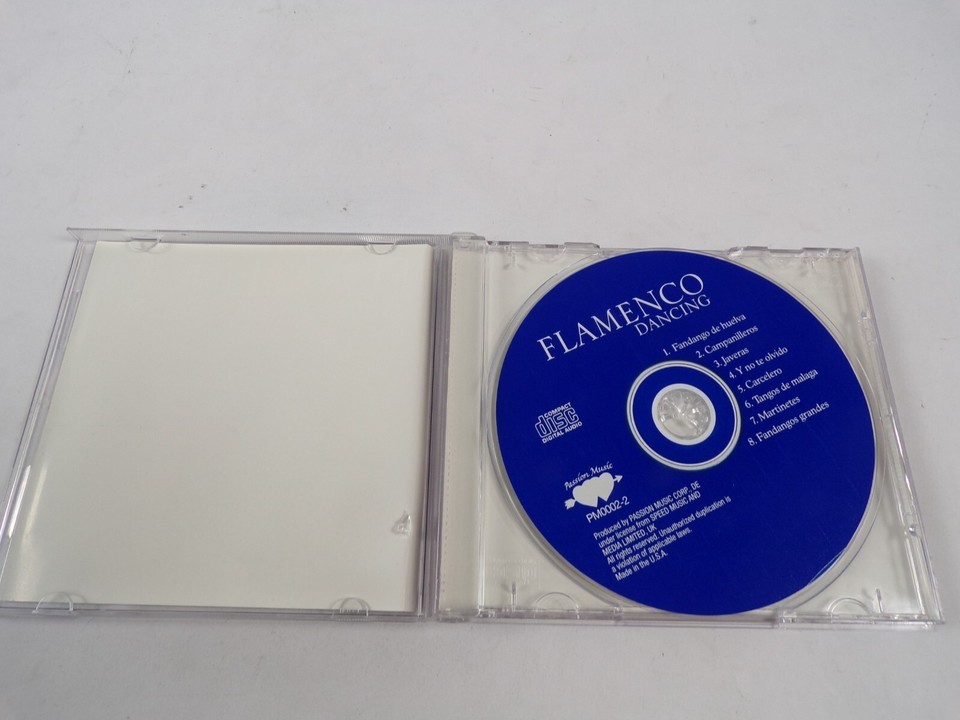 FLAMENCO
DANCING
1. Fandango de huelva
2. Campanilleros
3. Javeras
4. Y no te olvido
5. Carcelero
6. Tangos de malaga
7. Martinetes
8. Fandangos grandes
COMPACT
disc
DIGITAL AUDIO
Passion Music
PM0002-2
Produced by PASSION MUSIC CORP., DE
under license from SPEED MUSIC AND
MEDIA LIMITED, UK
All rights reserved. Unauthorized duplication is
a violation of applicable laws.
Made in the U.S.A.